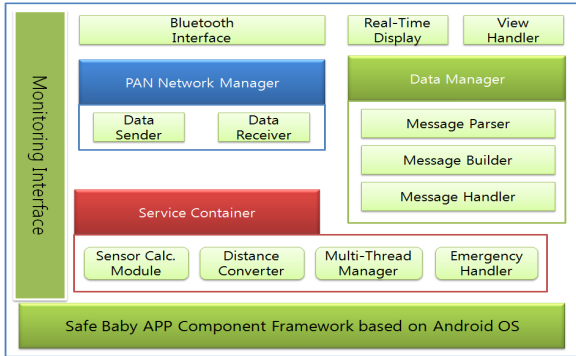 Monitoring Interface
Bluetooth
Interface
Real-Time
Display
View
Handler
PAN Network Manager
Data
Sender
Data
Receiver
Data Manager
Message Parser
Message Builder
Message Handler
Service Container
Sensor Calc.
Module
Distance
Converter
Multi-Thread
Manager
Emergency
Handler
Safe Baby APP Component Framework based on Android OS